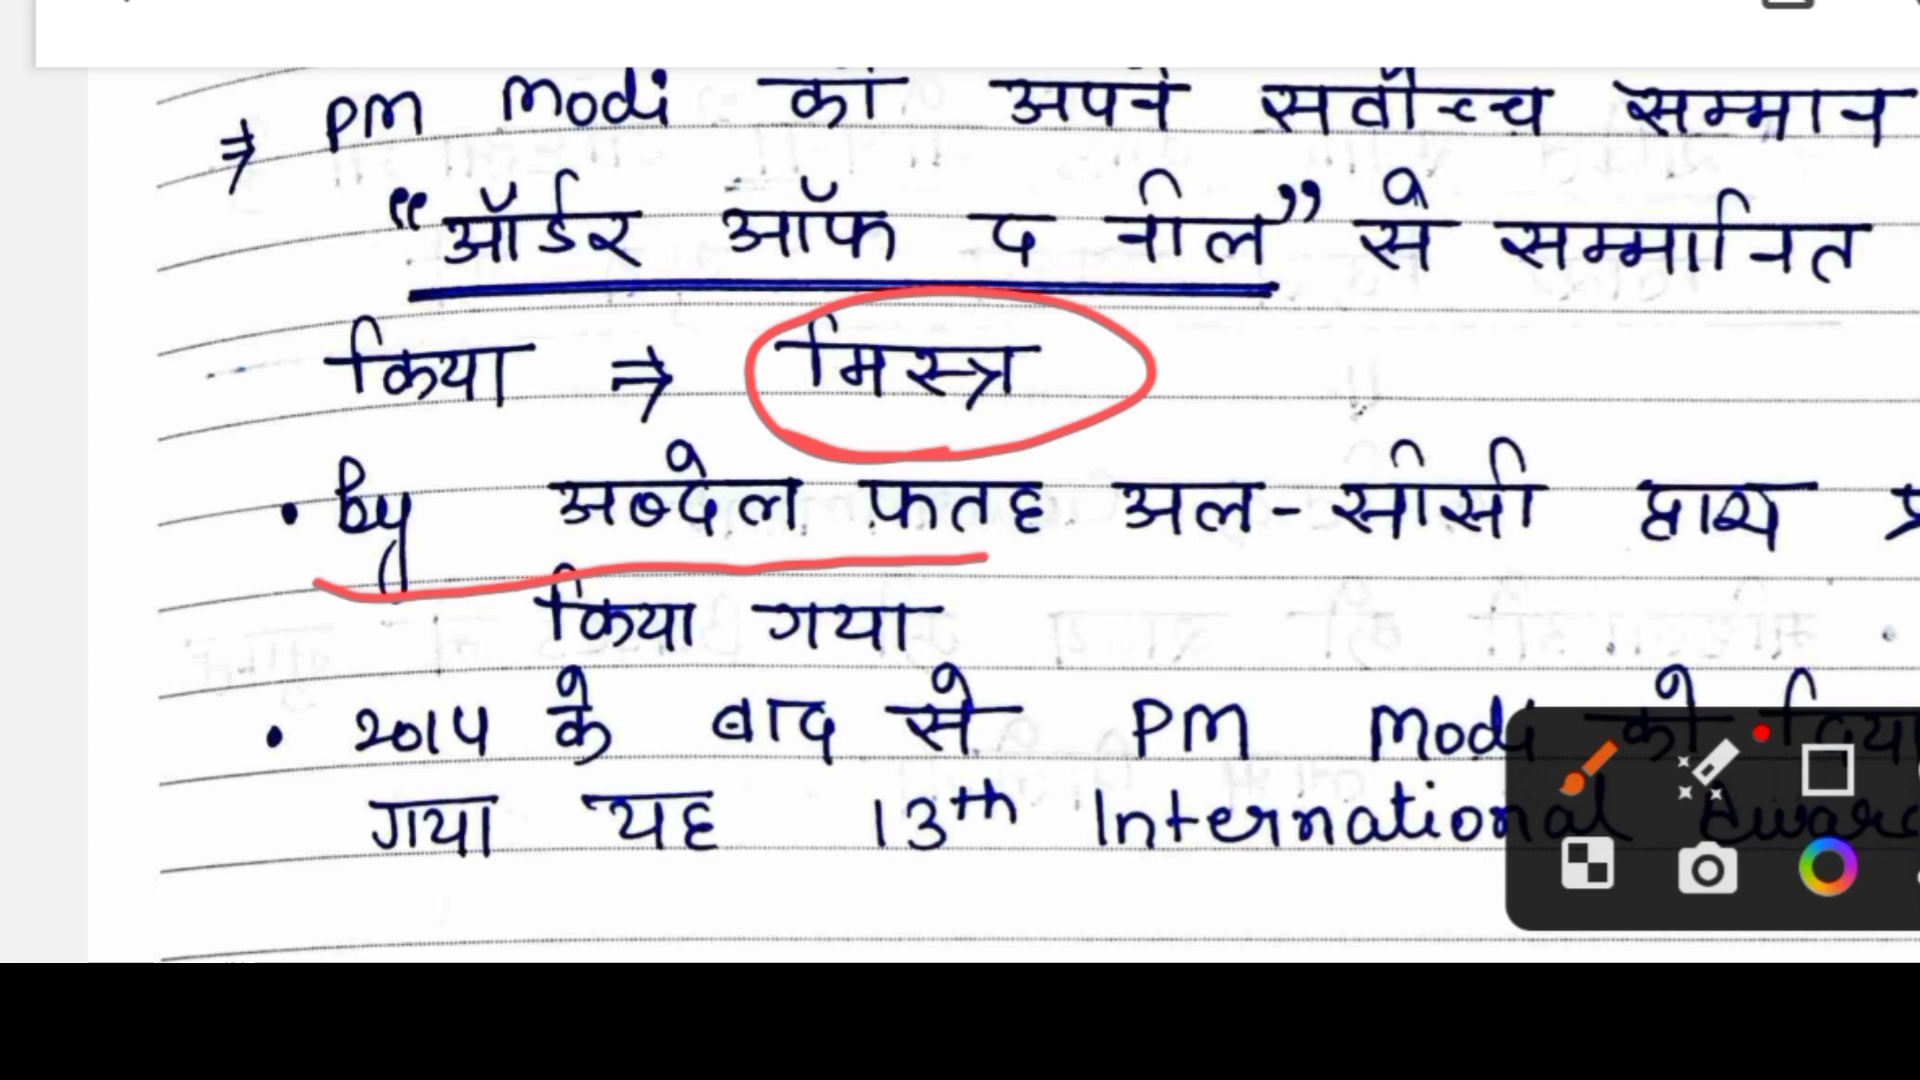 ⇒ PM Modi को अपने सर्वोच्च सम्मान
“ऑर्डर ऑफ द नील” से सम्मानित
किया ⇒ मिस्त्र
• By अब्देल फतह अल-सीसी द्वारा प्र
किया गया
• 2014 के बाद से PM Modi को दिया
गया यह 13th International Award